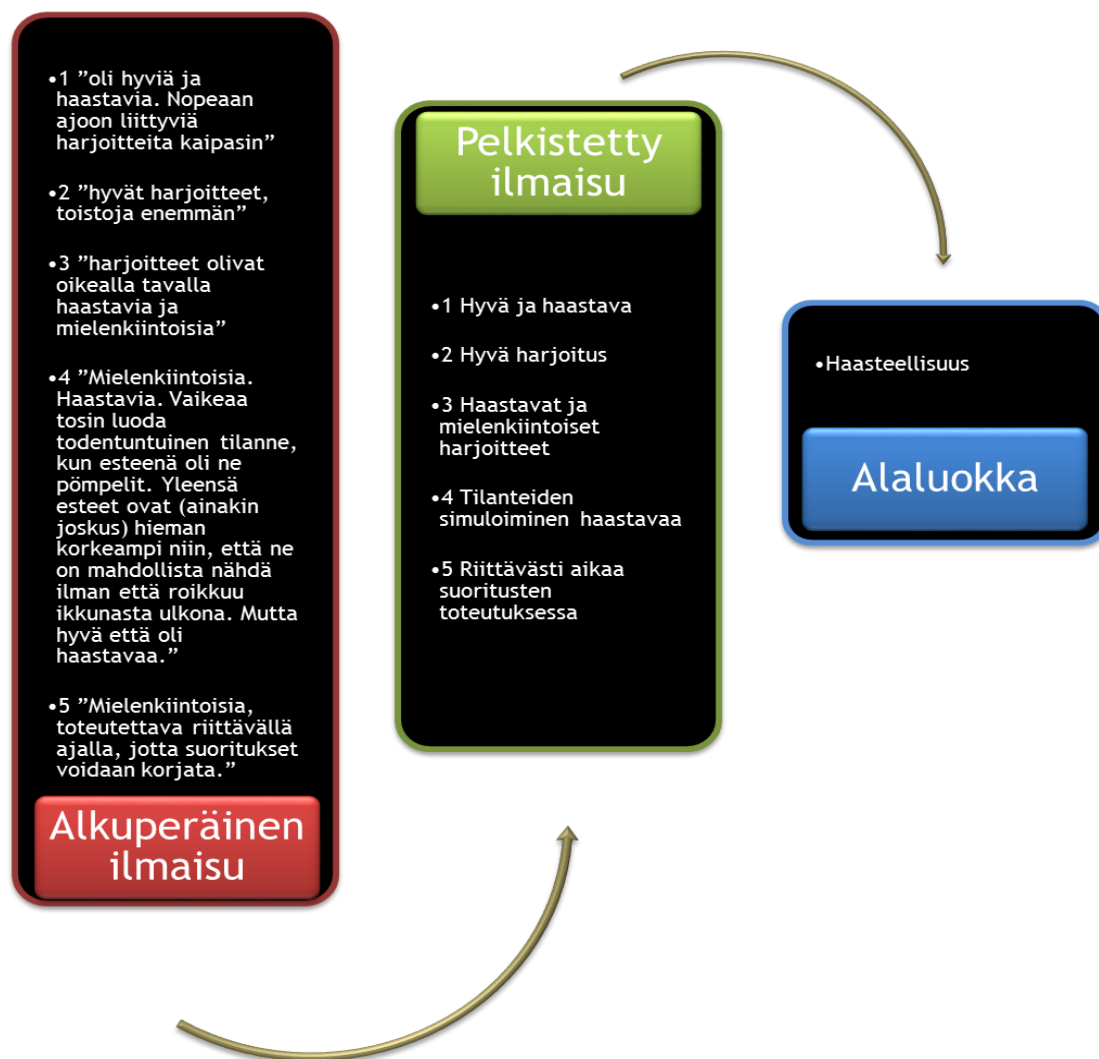 •1 ”oli hyviä ja
haastavia. Nopeaan
ajoon liittyviä
harjoitteita kaipasin”
•2 ”hyvät harjoitteet,
toistoja enemmän”
•3 ”harjoitteet olivat
oikealla tavalla
haastavia ja
mielenkiintoisia”
•4 ”Mielenkiintoisia.
Haastavia. Vaikeaa
tosin luoda
todentuntuinen tilanne,
kun esteenä oli ne
pömpelit. Yleensä
esteet ovat (ainakin
joskus) hieman
korkeampi niin, että ne
on mahdollista nähdä
ilman että roikkuu
ikkunasta ulkona. Mutta
hyvä että oli
haastavaa.”
•5 ”Mielenkiintoisia,
toteutettava riittävällä
ajalla, jotta suoritukset
voidaan korjata.”
Alkuperäinen
ilmaisu
Pelkistetty
ilmaisu
•1 Hyvä ja haastava
•2 Hyvä harjoitus
•3 Haastavat ja
mielenkiintoiset
harjoitteet
•4 Tilanteiden
simuloiminen haastavaa
•5 Riittävästi aikaa
suoritusten
toteutuksessa
•Haasteellisuus
Alaluokka